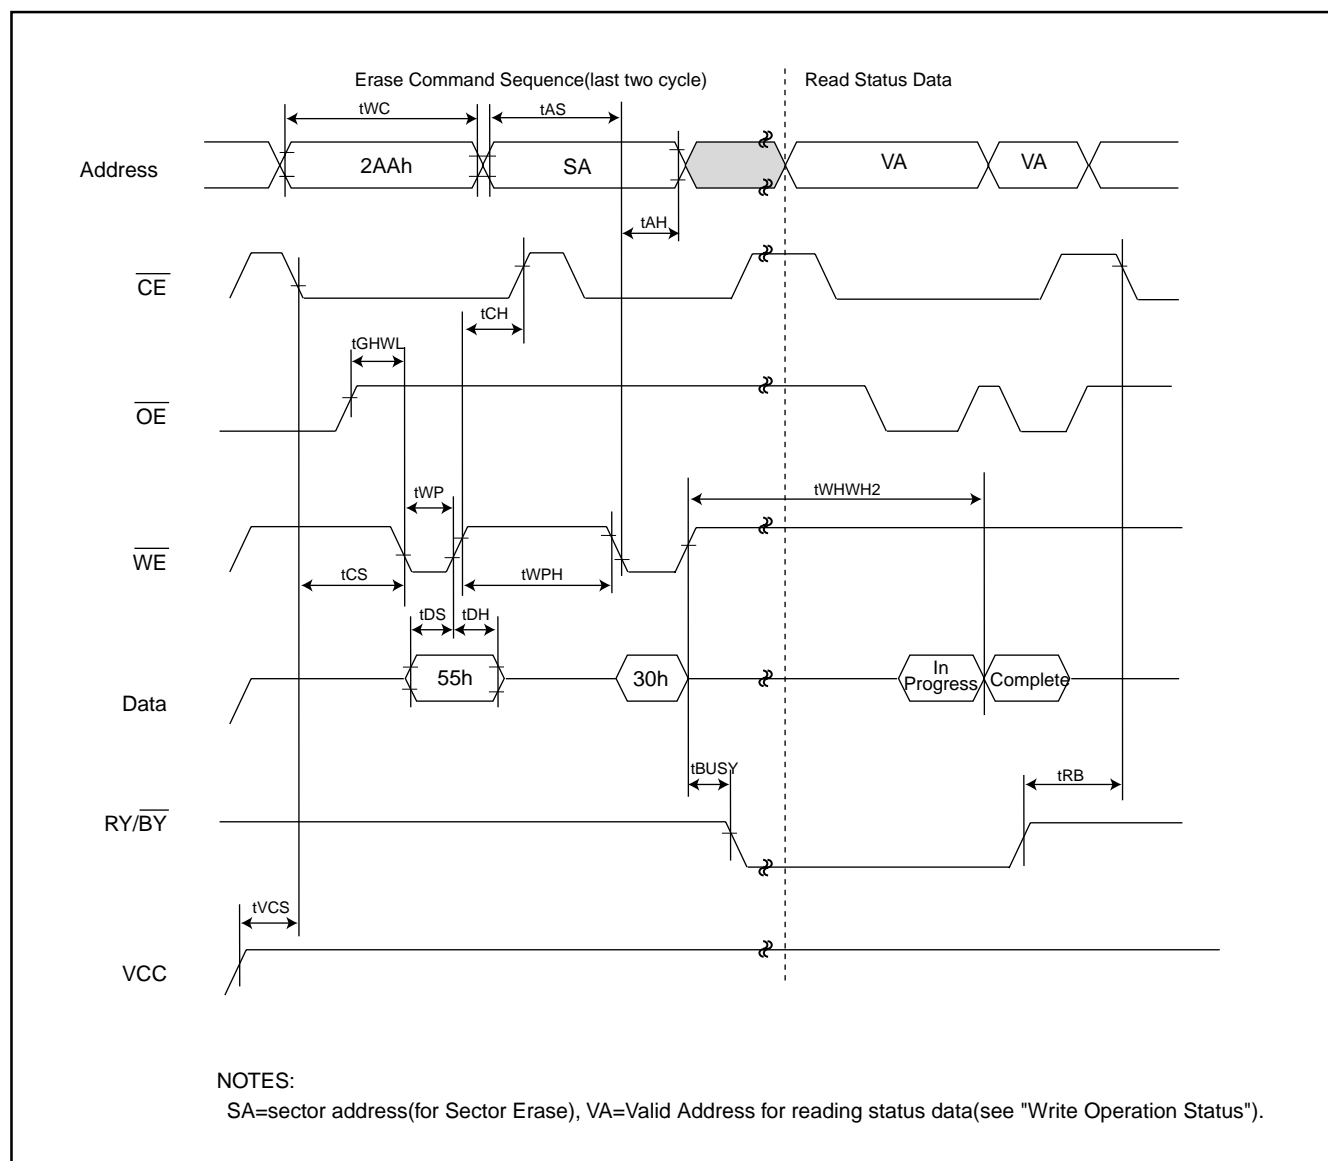 Erase Command Sequence(last two cycle) Read Status Data
tWC tAS
Address 2AAh SA VA VA
tAH
CE
tCH
tGHWL
OE
tWP tWHWH2
WE
tCS tWPH
tDS tDH
Data 55h 30h In Progress Complete
tBUSY tRB
RY/BY
tVCS
VCC
NOTES:
SA=sector address(for Sector Erase), VA=Valid Address for reading status data(see "Write Operation Status").